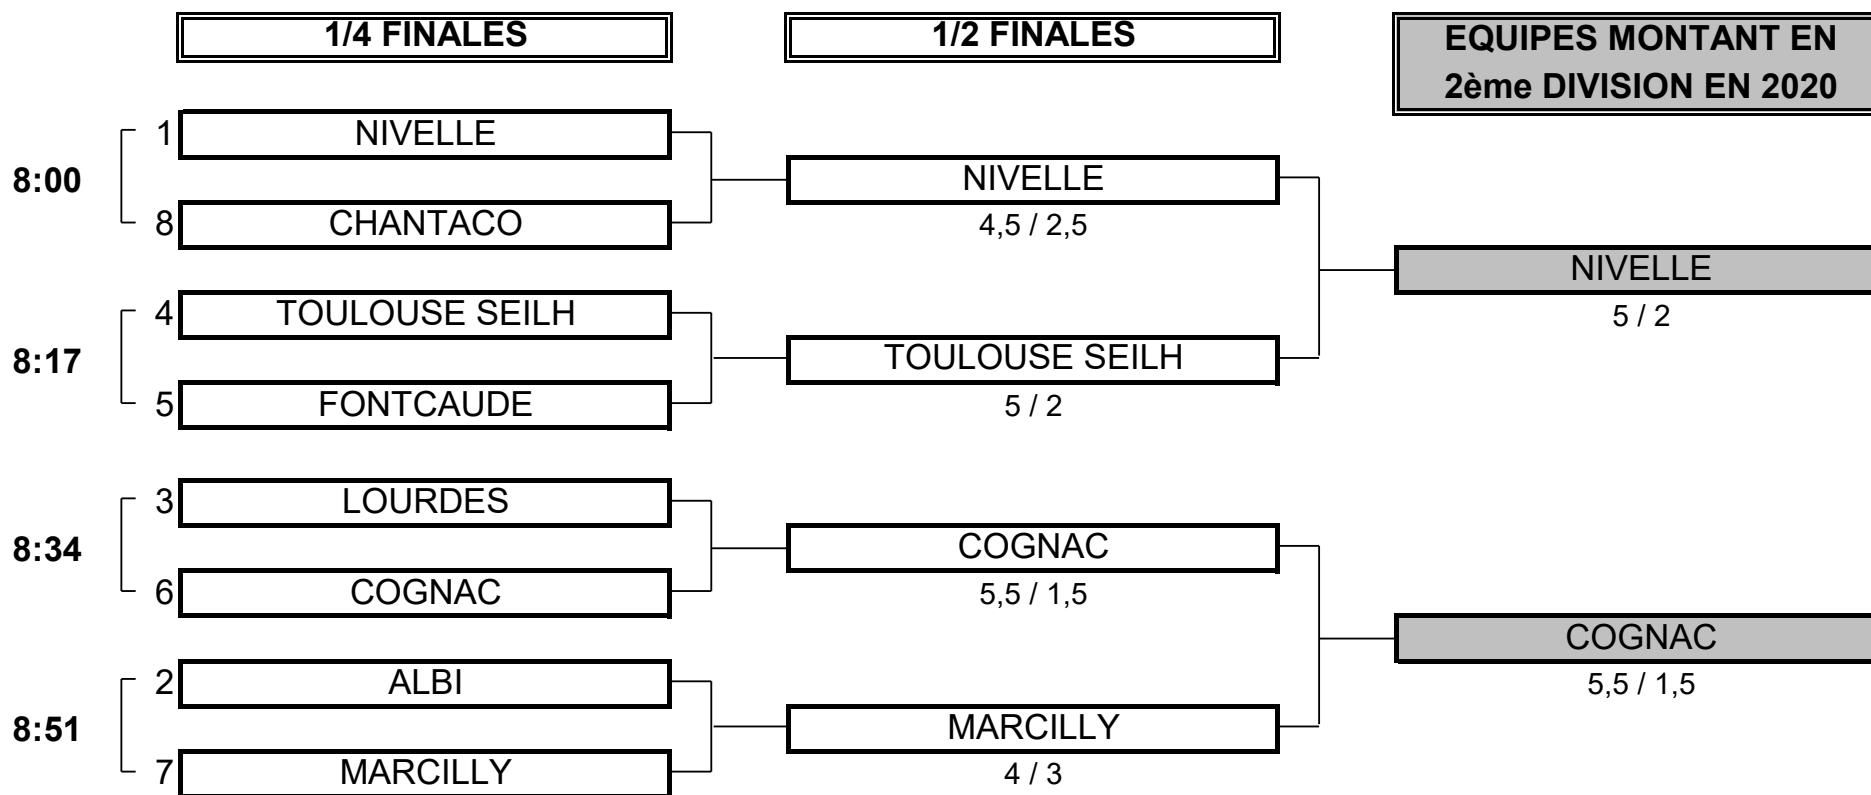 1/4 FINALES
1/2 FINALES
EQUIPES MONTANT EN
2ème DIVISION EN 2020
1 NIVELLE
8:00
NIVELLE
8 CHANTACO
4,5 / 2,5
NIVELLE
4 TOULOUSE SEILH
5 / 2
8:17
TOULOUSE SEILH
5 FONTCAUDE
5 / 2
3 LOURDES
8:34
COGNAC
6 COGNAC
5,5 / 1,5
COGNAC
2 ALBI
5,5 / 1,5
8:51
MARCILLY
7 MARCILLY
4 / 3